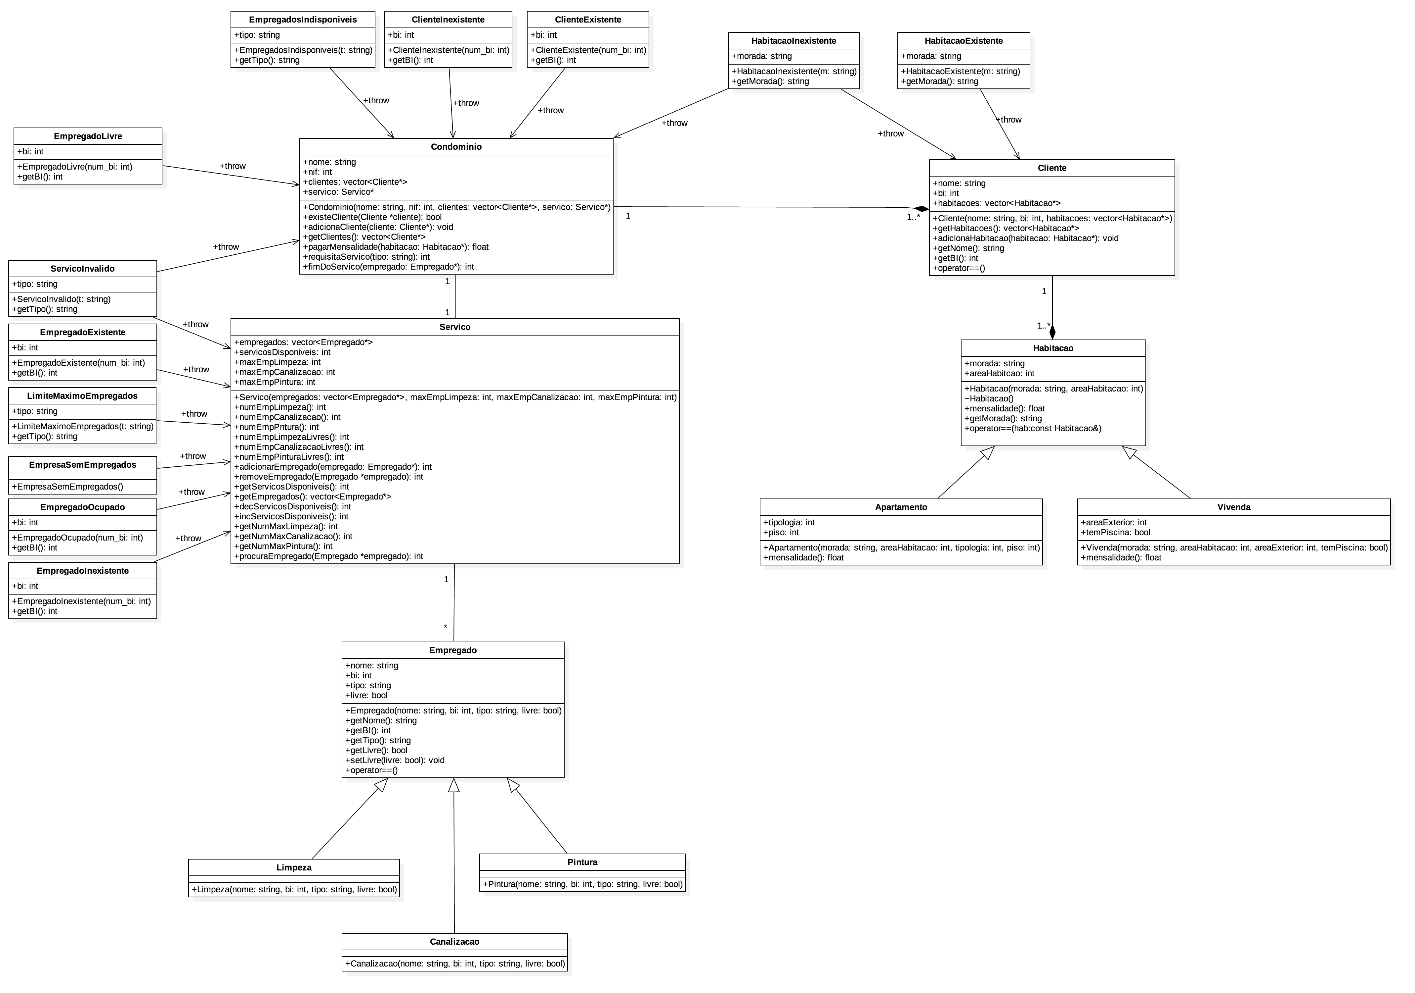 EmpregadosIndisponiveis
+tipo: string
+EmpregadosIndisponiveis(t: string)
+getTipo(): string
ClienteInexistente
+bi: int
+ClienteInexistente(num_bi: int)
+getBI(): int
ClienteExistente
+bi: int
+ClienteExistente(num_bi: int)
+getBI(): int
HabitacaoInexistente
+morada: string
+HabitacaoInexistente(m: string)
+getMorada(): string
HabitacaoExistente
+morada: string
+HabitacaoExistente(m: string)
+getMorada(): string
+throw
+throw
+throw
+throw
+throw
+throw
EmpregadoLivre
+bi: int
+EmpregadoLivre(num_bi: int)
+getBI(): int
+throw
Condominio
+nome: string
+nif: int
+clientes: vector<Cliente*>
+servico: Servico*
+Condominio(nome: string, nif: int, clientes: vector<Cliente*>, servico: Servico*)
+existeCliente(Cliente *cliente): bool
+adicionaCliente(cliente: Cliente*): void
+getClientes(): vector<Cliente*>
+pagarMensalidade(habitacao: Habitacao*): float
+requisitaServico(tipo: string): int
+fimDoServico(empregado: Empregado*): int
1
1..*
Cliente
+nome: string
+bi: int
+habitacoes: vector<Habitacao*>
+Cliente(nome: string, bi: int, habitacoes: vector<Habitacao*>)
+getHabitacoes(): vector<Habitacao*>
+adicionaHabitacao(habitacao: Habitacao*): void
+getNome(): string
+getBI(): int
+operator==()
+throw
ServicoInvalido
+tipo: string
+ServicoInvalido(t: string)
+getTipo(): string
+throw
1
1
1
1..*
EmpregadoExistente
+bi: int
+EmpregadoExistente(num_bi: int)
+getBI(): int
+throw
LimiteMaximoEmpregados
+tipo: string
+LimiteMaximoEmpregados(t: string)
+getTipo(): string
+throw
EmpresaSemEmpregados
+EmpresaSemEmpregados()
+throw
EmpregadoOcupado
+bi: int
+EmpregadoOcupado(num_bi: int)
+getBI(): int
+throw
EmpregadoInexistente
+bi: int
+EmpregadoInexistente(num_bi: int)
+getBI(): int
+throw
Servico
+empregados: vector<Empregado*>
+servicosDisponiveis: int
+maxEmpLimpeza: int
+maxEmpCanalizacao: int
+maxEmpPintura: int
+Servico(empregados: vector<Empregado*>, maxEmpLimpeza: int, maxEmpCanalizacao: int, maxEmpPintura: int)
+numEmpLimpeza(): int
+numEmpCanalizacao(): int
+numEmpPntura(): int
+numEmpLimpezaLivres(): int
+numEmpCanalizacaoLivres(): int
+numEmpPinturaLivres(): int
+adicionarEmpregado(empregado: Empregado*): int
+removeEmpregado(Empregado *empregado): int
+getServicosDisponiveis(): int
+getEmpregados(): vector<Empregado*>
+decServicosDisponiveis(): int
+incServicosDisponiveis(): int
+getNumMaxLimpeza(): int
+getNumMaxCanalizacao(): int
+getNumMaxPintura(): int
+procuraEmpregado(Empregado *empregado): int
Habitacao
+morada: string
+areaHabitcao: int
+Habitacao(morada: string, areaHabitacao: int)
~Habitacao()
+mensalidade(): float
+getMorada(): string
+operator==(hab:const Habitacao&)
Apartamento
+tipologia: int
+piso: int
+Apartamento(morada: string, areaHabitacao: int, tipologia: int, piso: int)
+mensalidade(): float
Vivenda
+areaExterior: int
+temPiscina: bool
+Vivenda(morada: string, areaHabitacao: int, areaExterior: int, temPiscina: bool)
+mensalidade(): float
1
*
Empregado
+nome: string
+bi: int
+tipo: string
+livre: bool
+Empregado(nome: string, bi: int, tipo: string, livre: bool)
+getNome(): string
+getBI(): int
+getTipo(): string
+getLivre(): bool
+setLivre(livre: bool): void
+operator==()
Limpeza
+Limpeza(nome: string, bi: int, tipo: string, livre: bool)
Pintura
+Pintura(nome: string, bi: int, tipo: string, livre: bool)
Canalizacao
+Canalizacao(nome: string, bi: int, tipo: string, livre: bool)